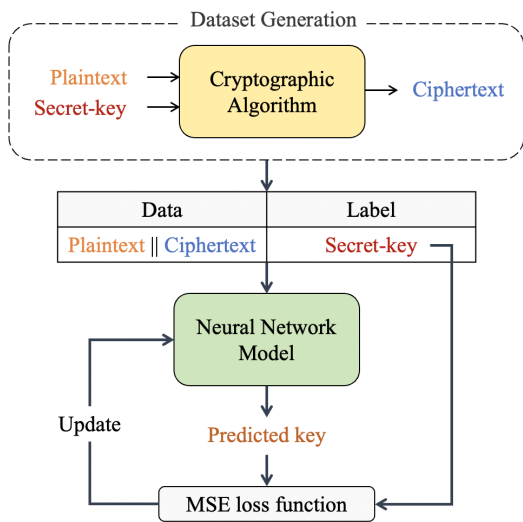 Dataset Generation
Plaintext
Secret-key
Cryptographic
Algorithm
Ciphertext
Data
Label
Plaintext || Ciphertext
Secret-key
Neural Network
Model
Update
Predicted key
MSE loss function